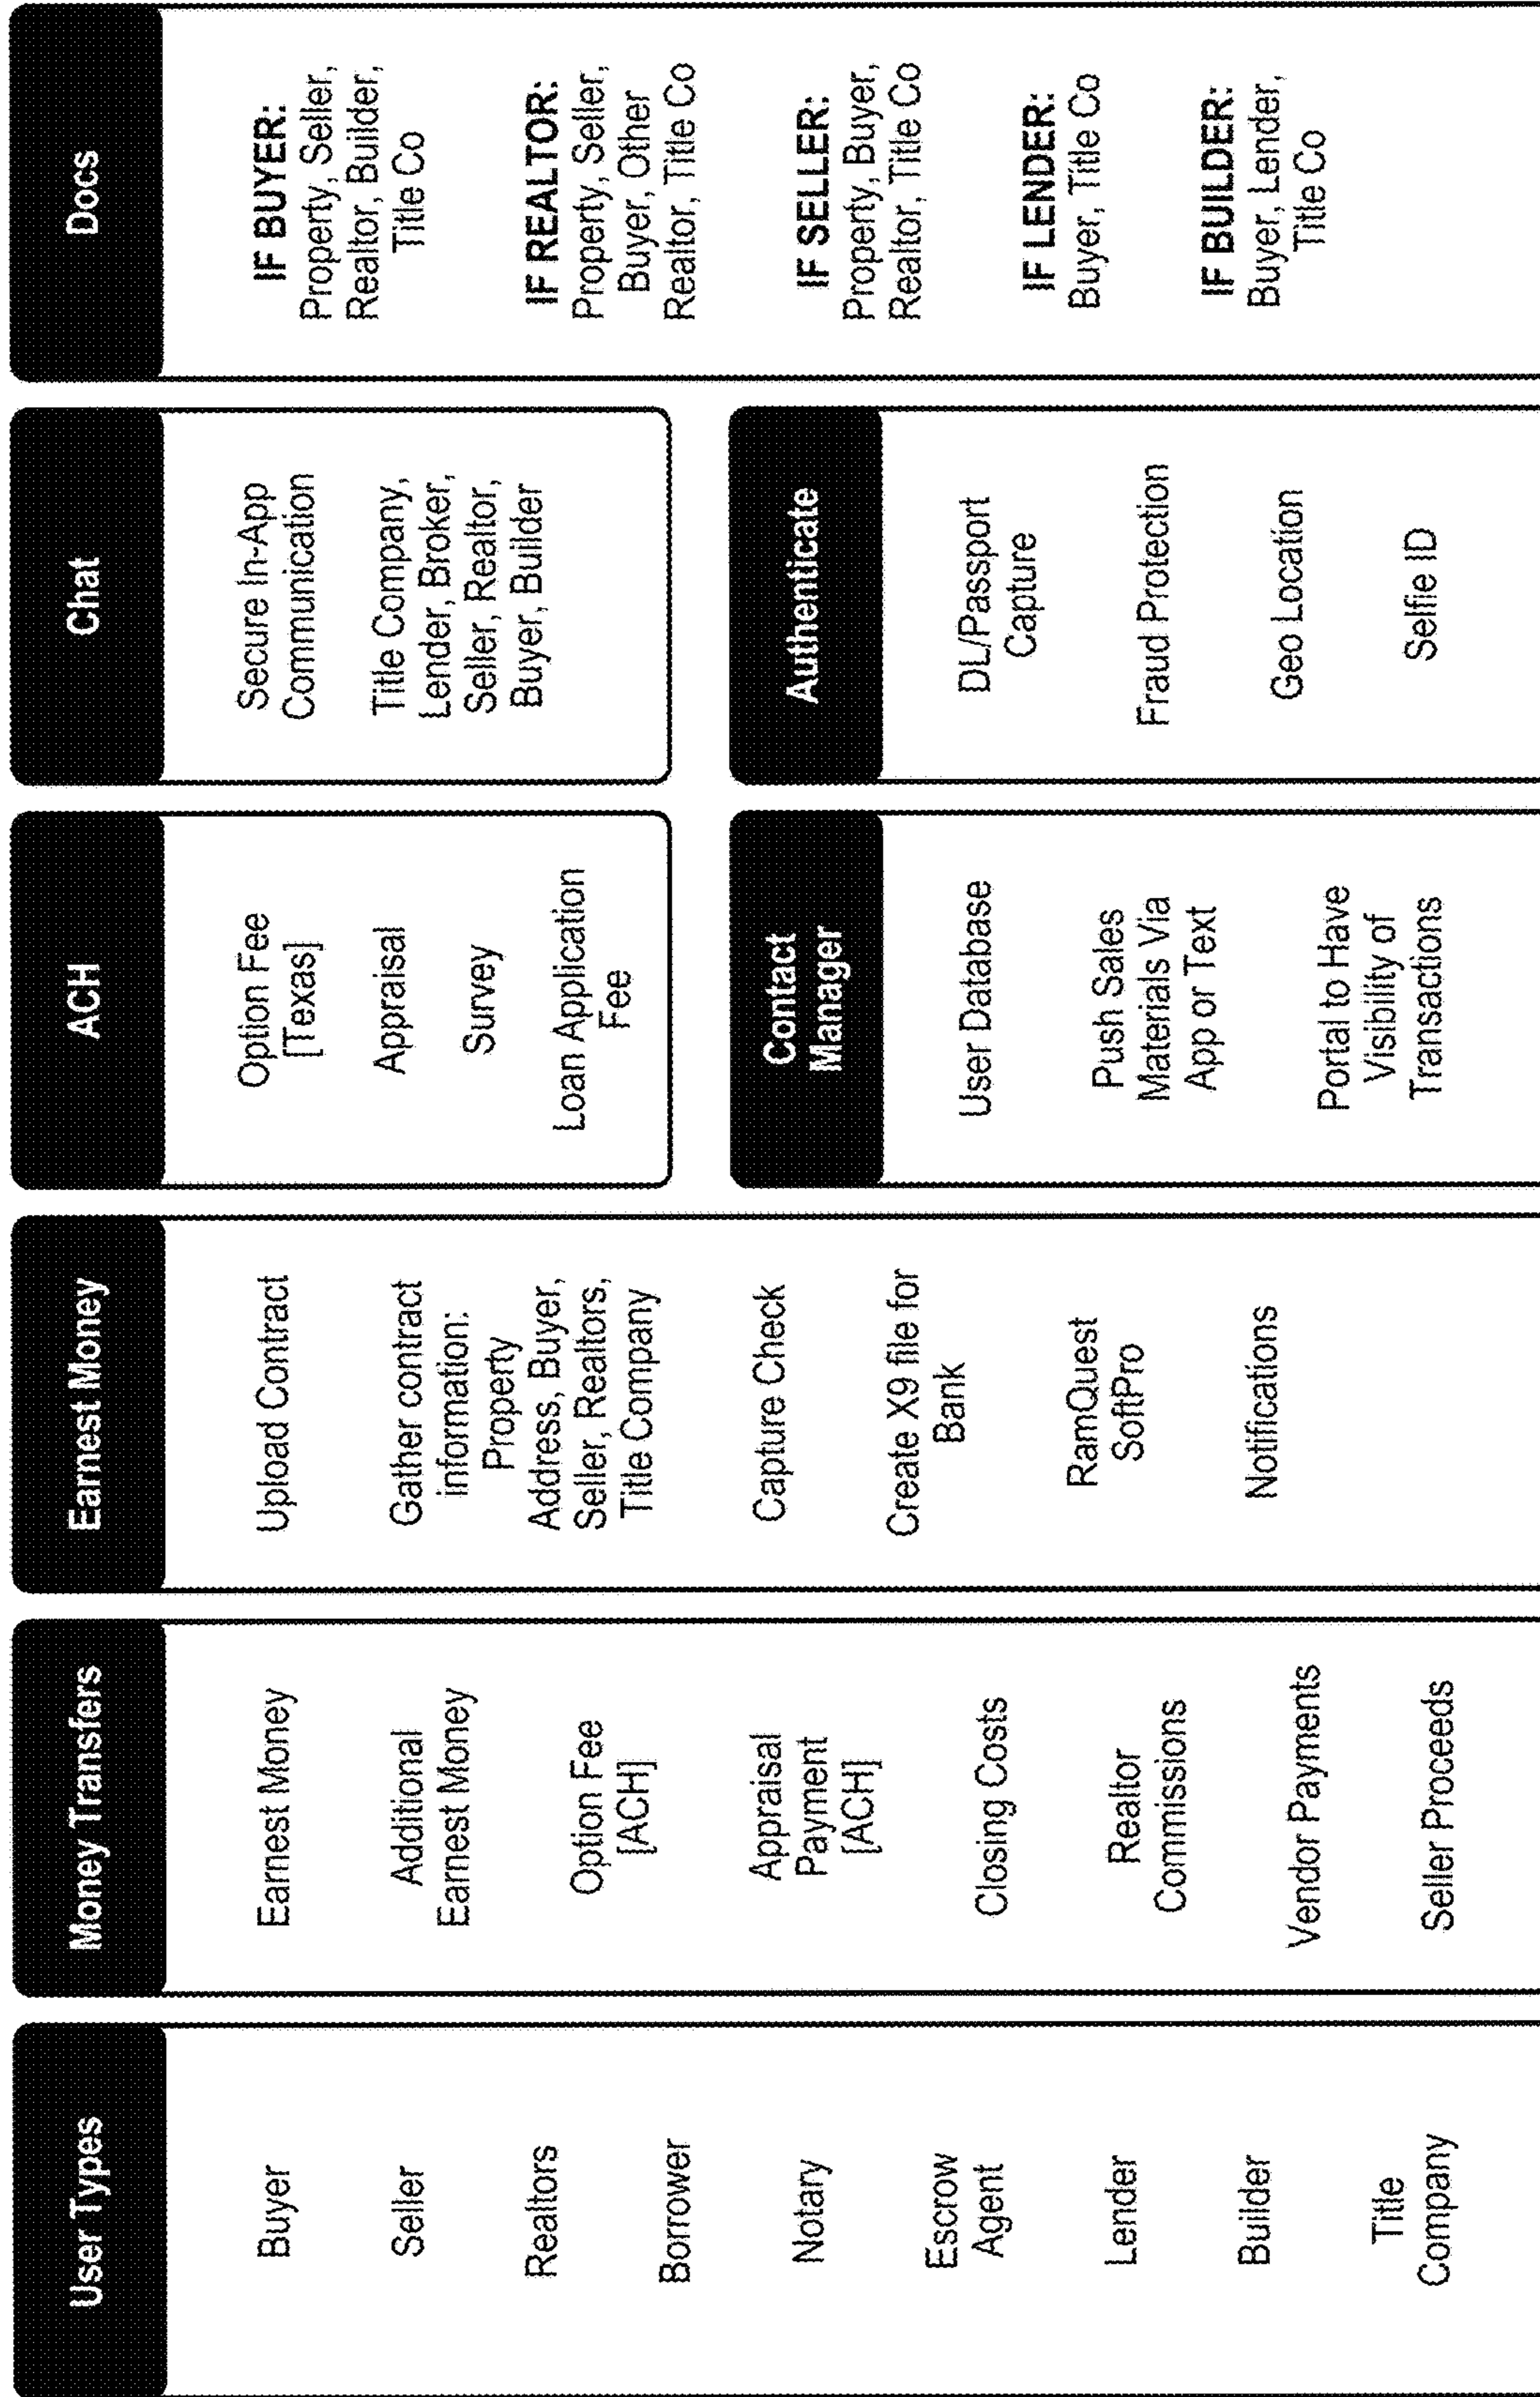 User Types
Buyer
Seller
Realtors
Borrower
Notary
Escrow
Agent
Lender
Builder
Title
Company
Money Transfers
Earnest Money
Additional
Earnest Money
Option Fee
[ACH]
Appraisal
Payment
[ACH]
Closing Costs
Realtor
Commissions
Vendor Payments
Seller Proceeds
Earnest Money
Upload Contract
Gather contract
information:
Property
Address, Buyer,
Seller, Realtors,
Title Company
Capture Check
Create X9 file for
Bank
RamQuest
SoftPro
Notifications
ACH
Option Fee
[Texas]
Appraisal
Survey
Loan Application
Fee
Contact
Manager
User Database
Push Sales
Materials Via
App or Text
Portal to Have
Visibility of
Transactions
Chat
Secure In-App
Communication
Title Company,
Lender, Broker,
Seller, Realtor,
Buyer, Builder
Authenticate
DL/Passport
Capture
Fraud Protection
Geo Location
Selfie ID
Docs
IF BUYER:
Property, Seller,
Realtor, Builder,
Title Co
IF REALTOR:
Property, Seller,
Buyer, Other
Realtor, Title Co
IF SELLER:
Property, Buyer,
Realtor, Title Co
IF LENDER:
Buyer, Title Co
IF BUILDER:
Buyer, Lender,
Title Co